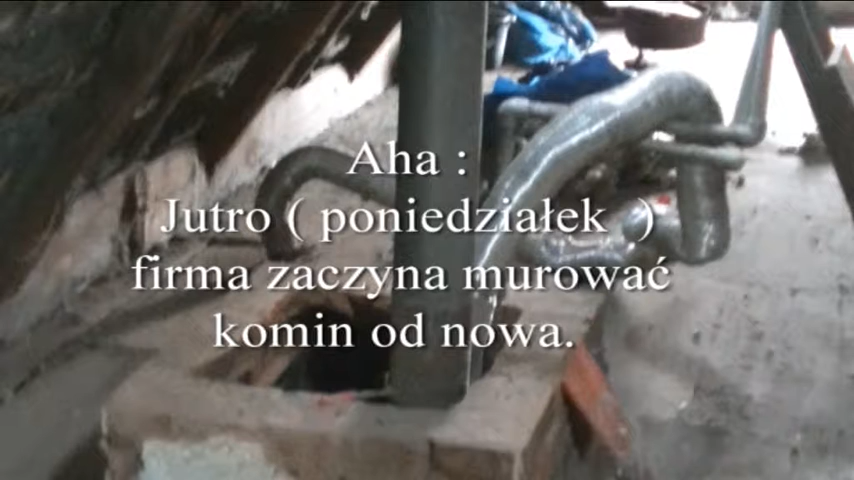 Aha :
Jutro ( poniedziałek )
firma zaczyna murować
komin od nowa.